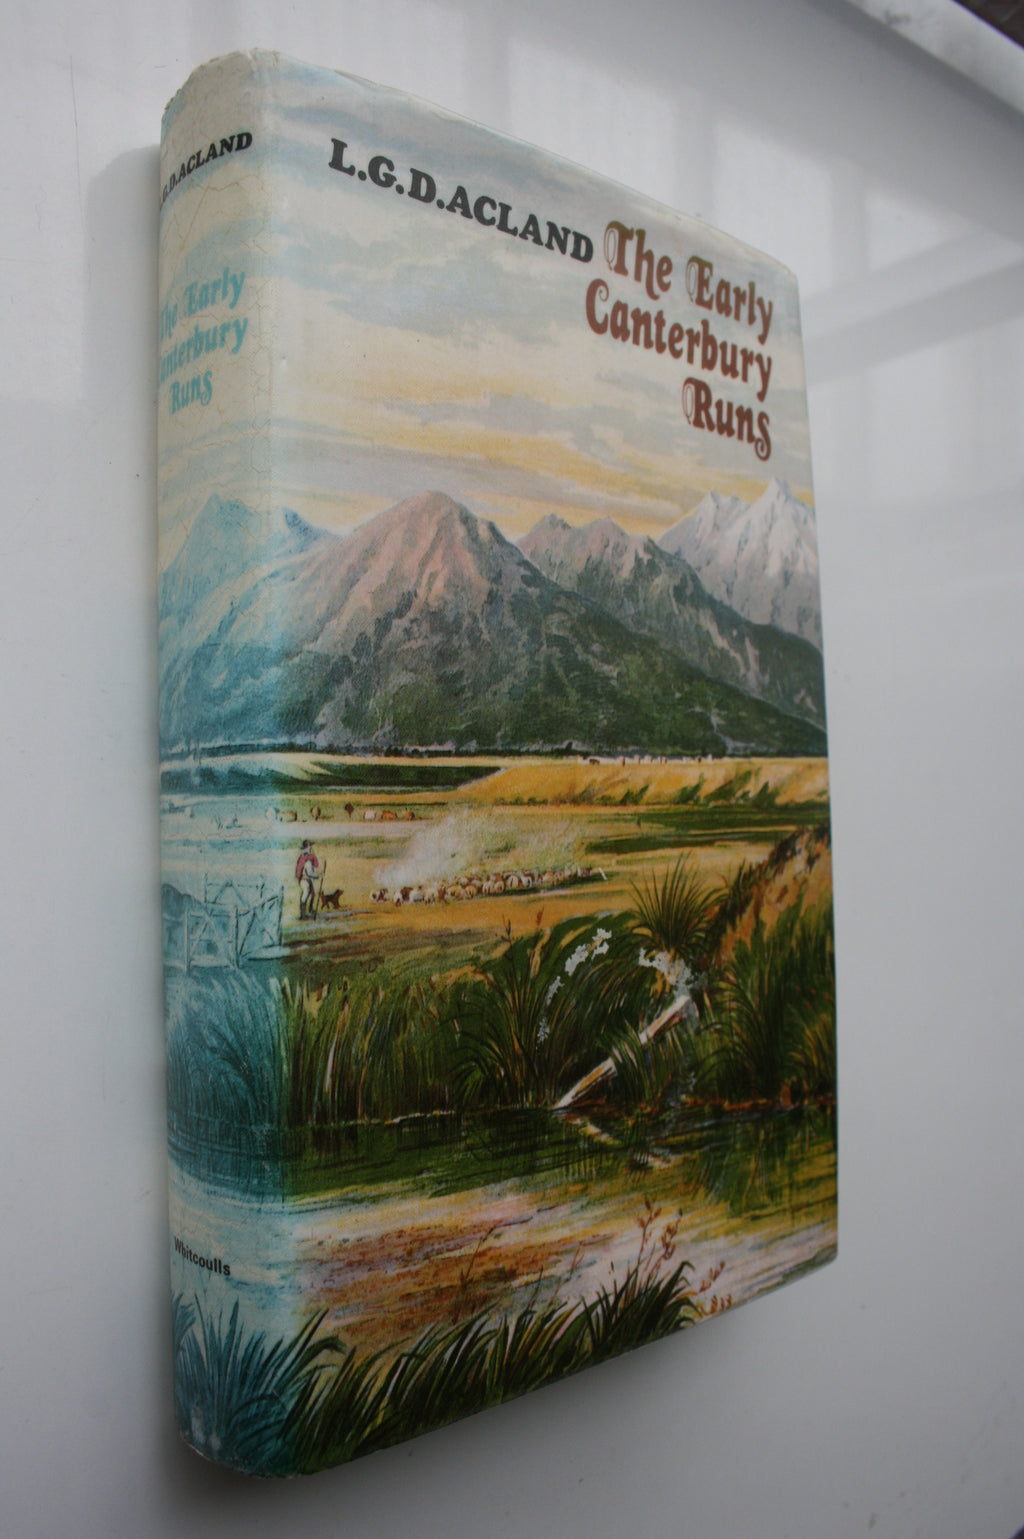 L.G.D.ACLAND
The Early
Canterbury
Runs
G.D.ACLAND
The Early
Canterbury
Runs
Whitcoulls